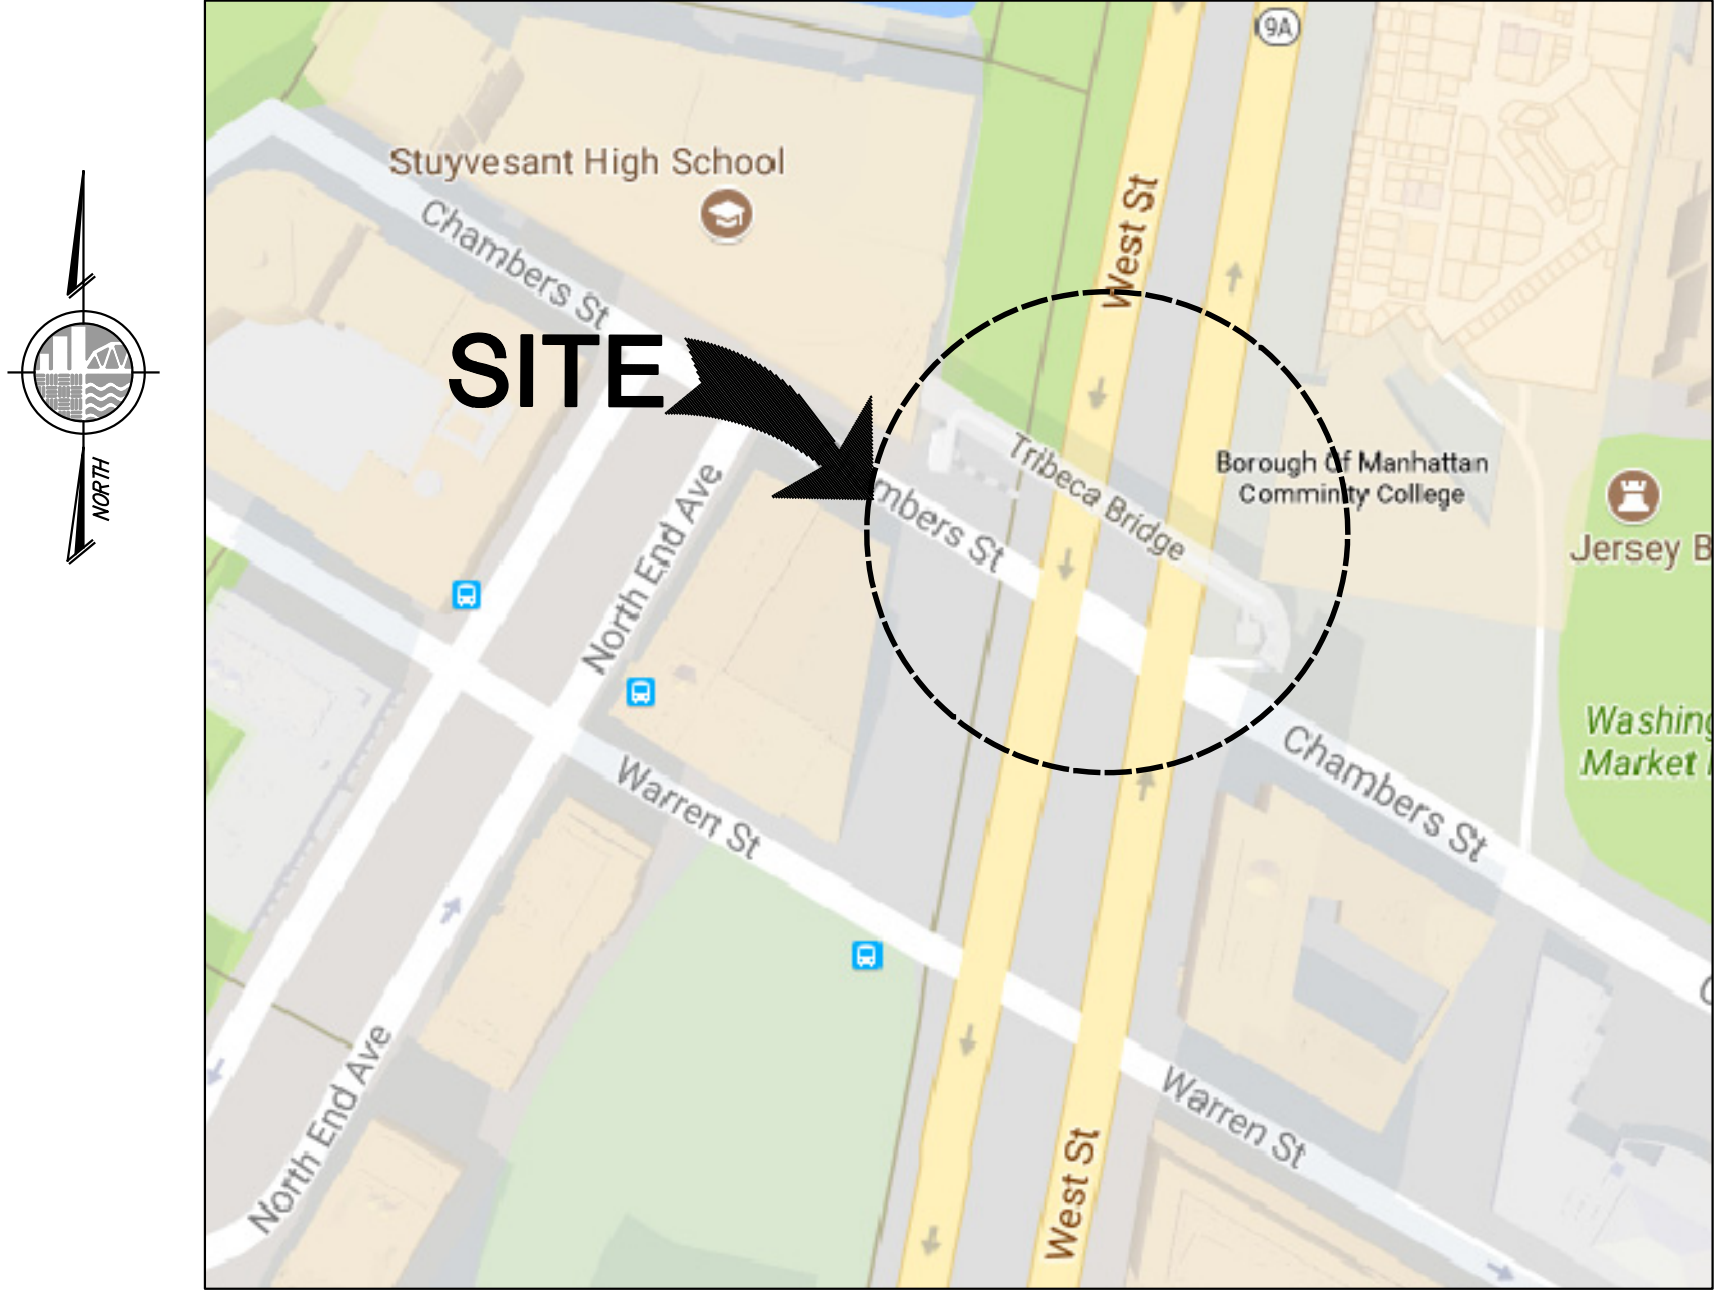 9A
Stuyvesant High School
West St
Chambers St
SITE
NORTH
Tribeca Bridge
Borough Of Manhattan
Comminity College
mbers St
North End Ave
Jersey B
Washing
Market
Chambers St
Warren St
C
North End Ave
Warren St
West St